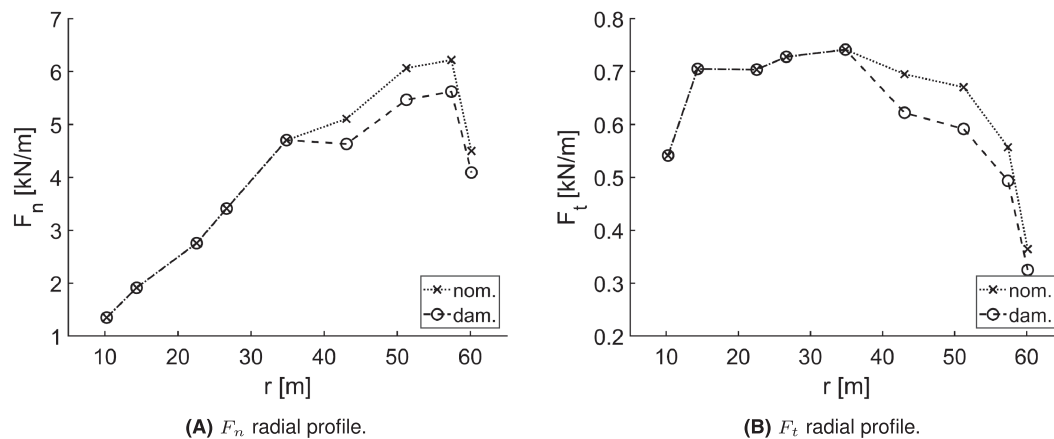 7
6
5
4
3
2
1
F_n [kN/m]
10 20 30 40 50 60
r [m]
nom.
dam.
(A) F_n radial profile.
0.8
0.7
0.6
0.5
0.4
0.3
0.2
F_t [kN/m]
10 20 30 40 50 60
r [m]
nom.
dam.
(B) F_t radial profile.